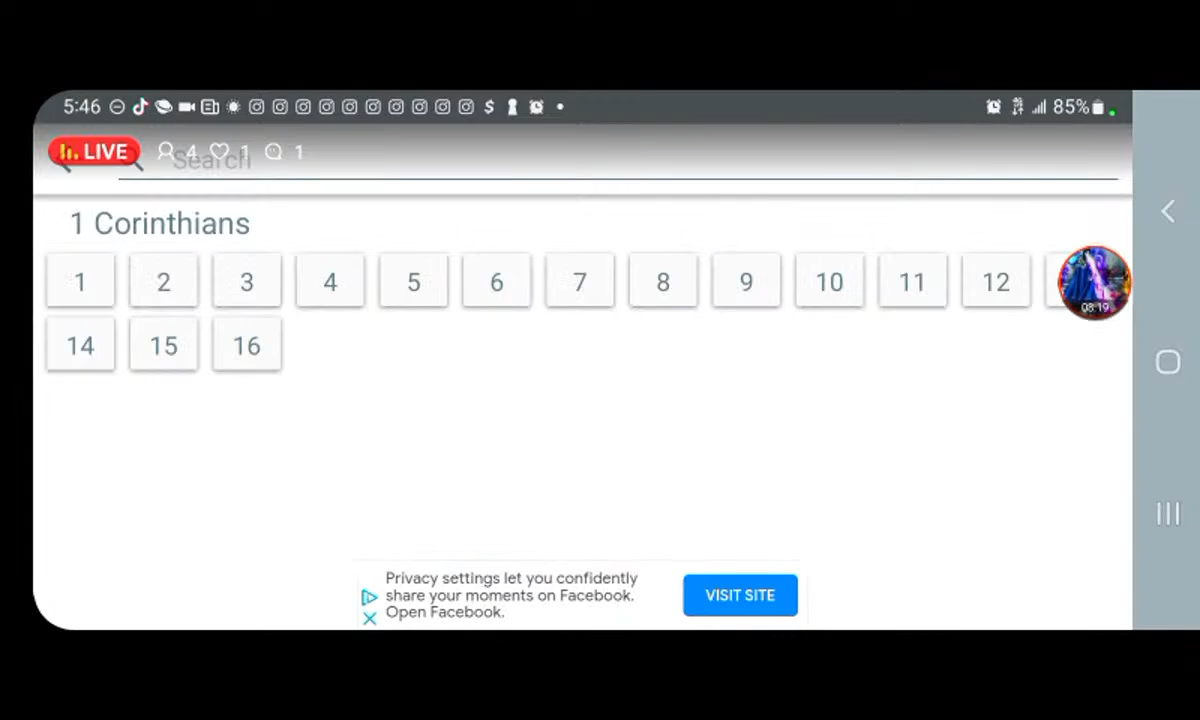 5:46 $ 85%
LIVE 4 1 1
Search
1 Corinthians
1 2 3 4 5 6 7 8 9 10 11 12
08:19
14 15 16
Privacy settings let you confidently
share your moments on Facebook.
Open Facebook.
VISIT SITE